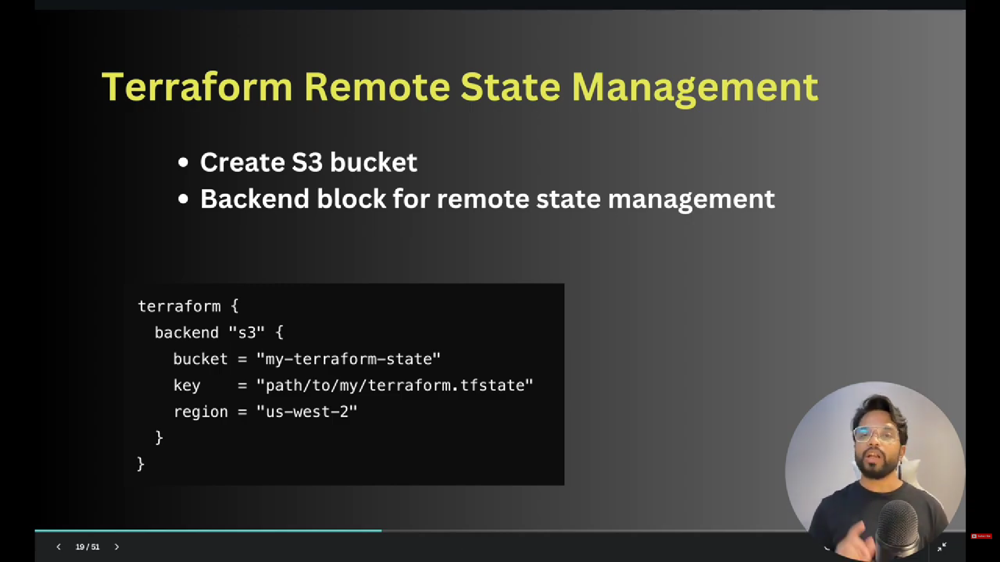 Terraform Remote State Management
• Create S3 bucket
• Backend block for remote state management
terraform {
  backend "s3" {
    bucket = "my-terraform-state"
    key    = "path/to/my/terraform.tfstate"
    region = "us-west-2"
  }
}
19 / 51
Subscribe